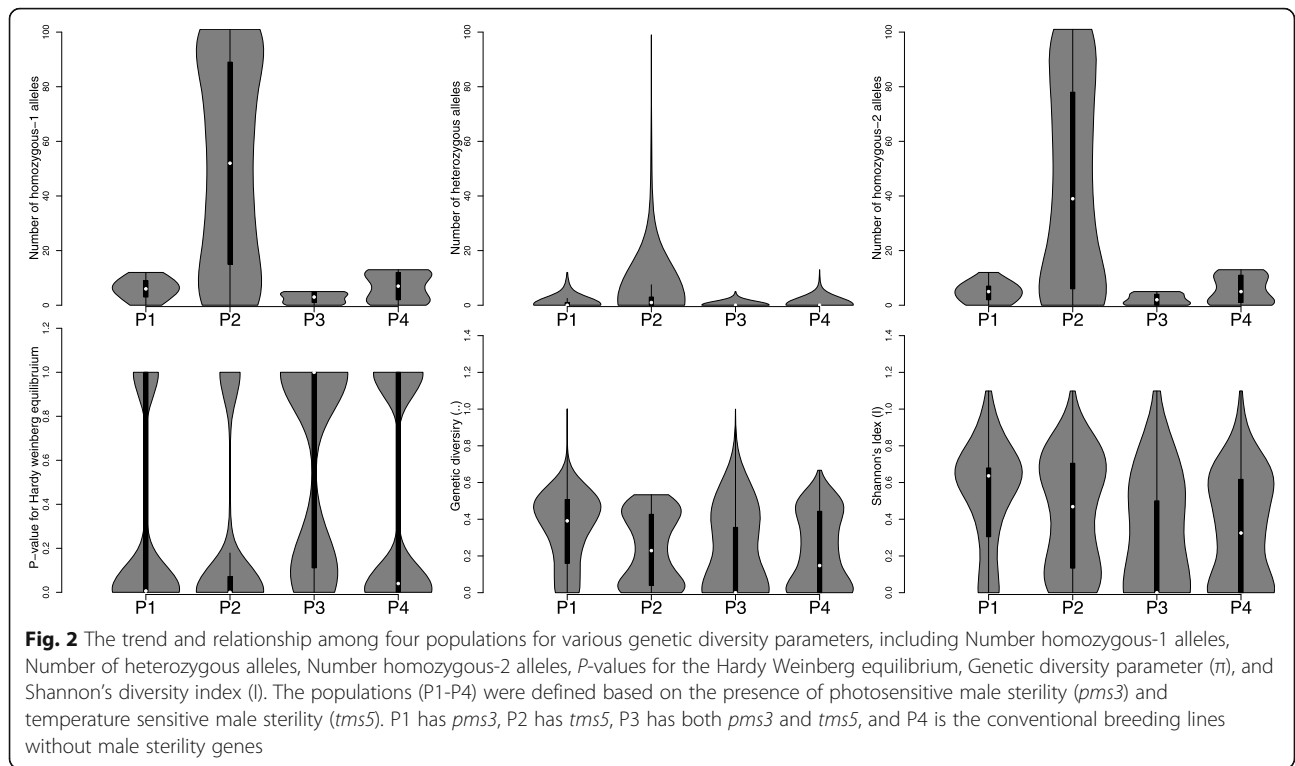 Number of homozygous−1 alleles
0 20 40 60 80 100
P1 P2 P3 P4
Number of heterozygous alleles
0 20 40 60 80 100
P1 P2 P3 P4
Number of homozygous−2 alleles
0 20 40 60 80 100
P1 P2 P3 P4
P−value for Hardy weinberg equilibruium
0.0 0.2 0.4 0.6 0.8 1.0 1.2
P1 P2 P3 P4
Genetic diversiry (..)
0.0 0.2 0.4 0.6 0.8 1.0 1.2 1.4
P1 P2 P3 P4
Shannon's Idex (I)
0.0 0.2 0.4 0.6 0.8 1.0 1.2 1.4
P1 P2 P3 P4
Fig. 2 The trend and relationship among four populations for various genetic diversity parameters, including Number homozygous-1 alleles,
Number of heterozygous alleles, Number homozygous-2 alleles, P-values for the Hardy Weinberg equilibrium, Genetic diversity parameter (π), and
Shannon's diversity index (I). The populations (P1-P4) were defined based on the presence of photosensitive male sterility (pms3) and
temperature sensitive male sterility (tms5). P1 has pms3, P2 has tms5, P3 has both pms3 and tms5, and P4 is the conventional breeding lines
without male sterility genes